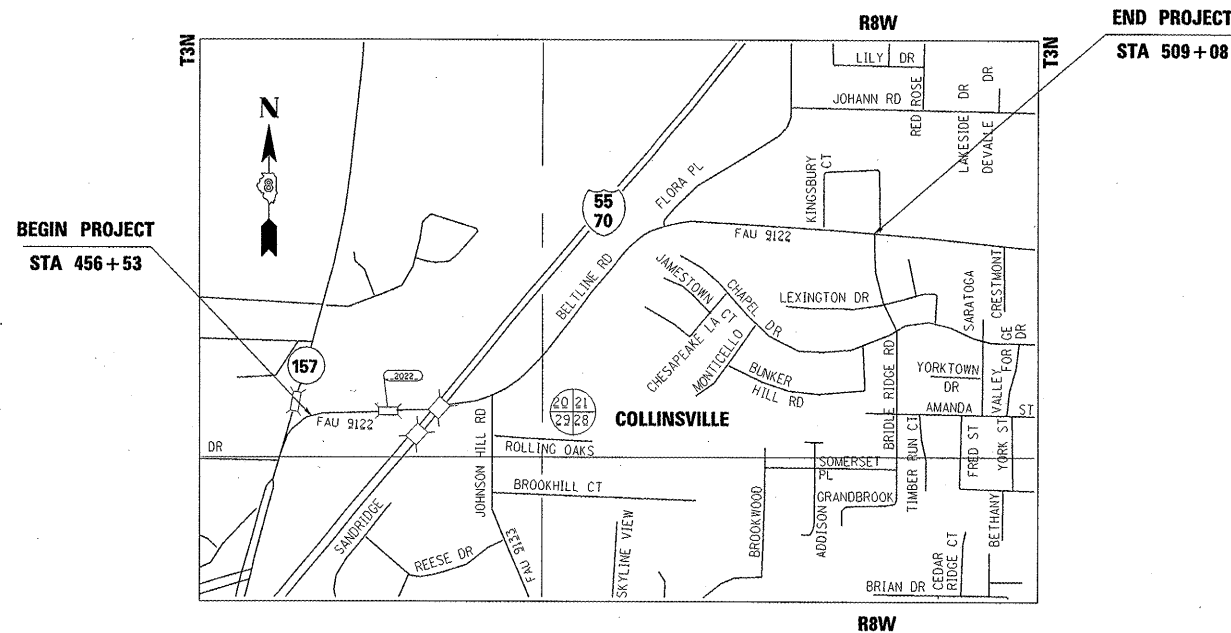 R8W
END PROJECT
STA 509+08
T3N
T3N
LILY DR
JOHANN RD
RED ROSE
LAKESIDE DR
DEVALLE DR
N
55
70
FLORA PL
KINGSBURY CT
FAU 9122
BEGIN PROJECT
STA 456+53
BELTLINE RD
JAMESTOWN CT
CHAPEL DR
LEXINGTON DR
SARATOGA
CRESTMONT
CHESAPEAKE LA
MONTICELLO
BUNKER
HILL RD
BRIDLE RIDGE RD
YORKTOWN
DR
VALLEY FORGE DR
157
2022
FAU 9122
20 21
29 28
COLLINSVILLE
AMANDA ST
DR
JOHNSON HILL RD
ROLLING OAKS
BROOKHILL CT
SOMERSET
PL
GRANDBROOK
TIMBER RUN CT
FRED ST
YORK ST
SANDRIDGE
REESE DR
FAU 9133
SKYLINE VIEW
BROOKWOOD
ADDISON
BETHANY
BRIAN DR
CEDAR
RIDGE CT
R8W